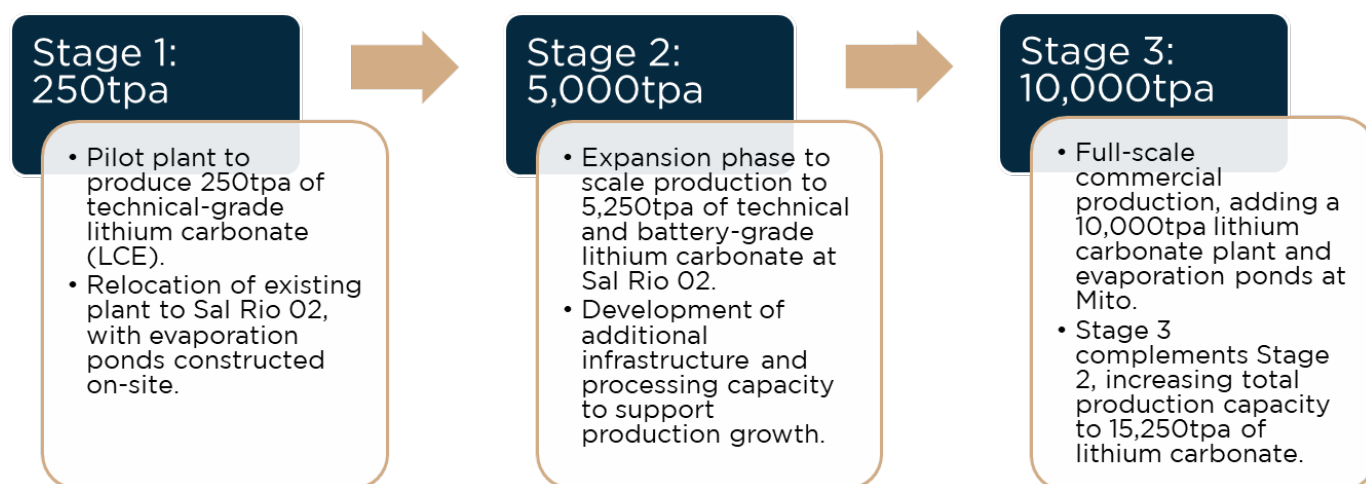 Stage 1:
250tpa
• Pilot plant to
produce 250tpa of
technical-grade
lithium carbonate
(LCE).
• Relocation of existing
plant to Sal Rio 02,
with evaporation
ponds constructed
on-site.
Stage 2:
5,000tpa
• Expansion phase to
scale production to
5,250tpa of technical
and battery-grade
lithium carbonate at
Sal Rio 02.
• Development of
additional
infrastructure and
processing capacity
to support
production growth.
Stage 3:
10,000tpa
• Full-scale
commercial
production, adding a
10,000tpa lithium
carbonate plant and
evaporation ponds at
Mito.
• Stage 3
complements Stage
2, increasing total
production capacity
to 15,250tpa of
lithium carbonate.